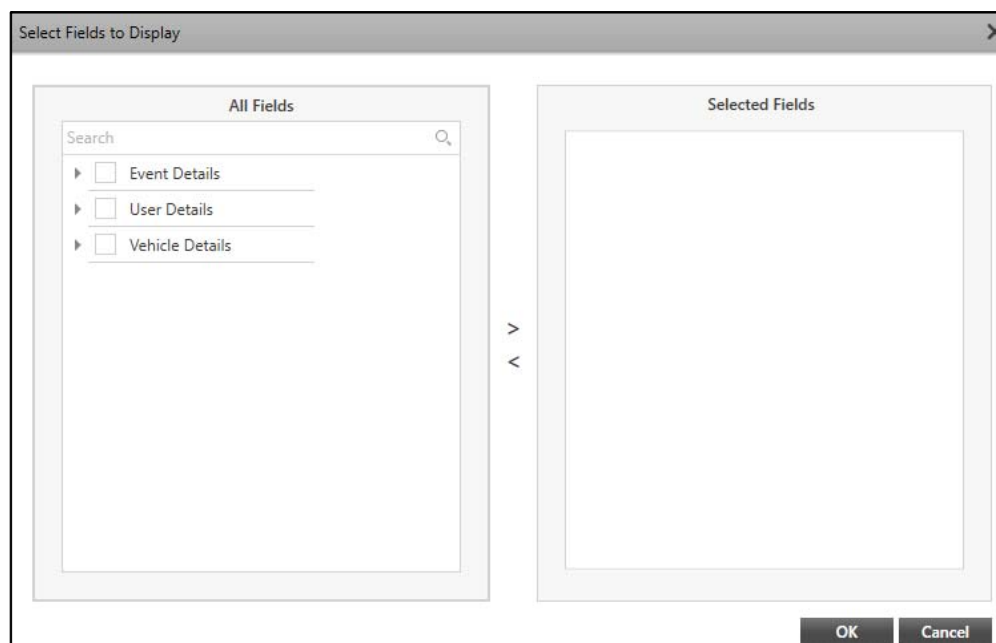 Select Fields to Display
All Fields
Search
Event Details
User Details
Vehicle Details
>
<
Selected Fields
OK Cancel